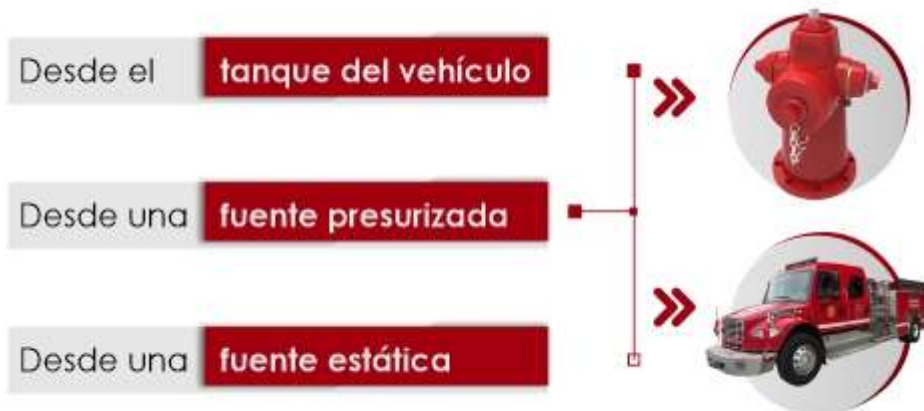 Desde el tanque del vehículo
Desde una fuente presurizada
Desde una fuente estática